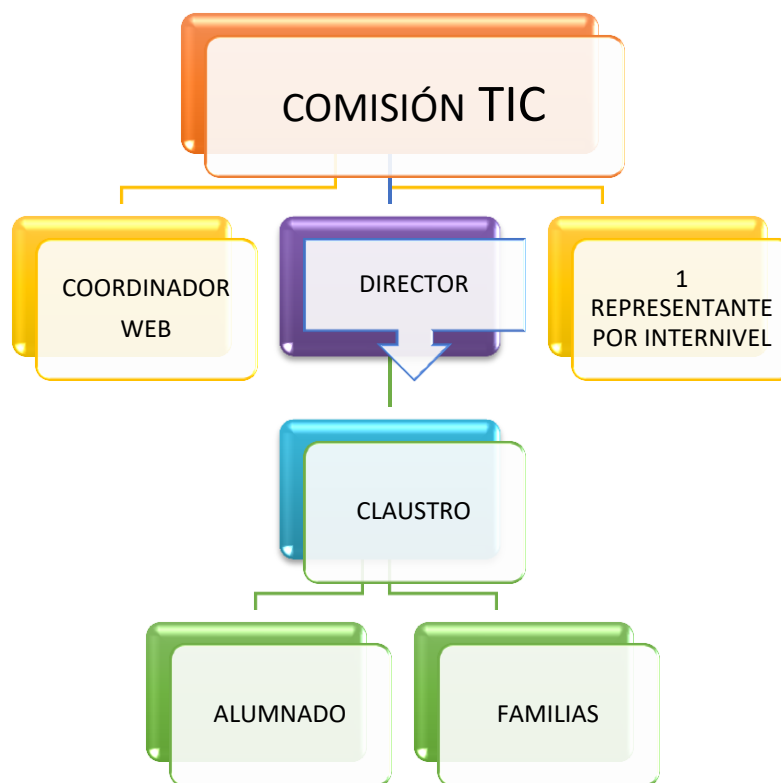 COMISIÓN TIC
COORDINADOR
WEB
DIRECTOR
1
REPRESENTANTE
POR INTERNIVEL
CLAUSTRO
ALUMNADO
FAMILIAS